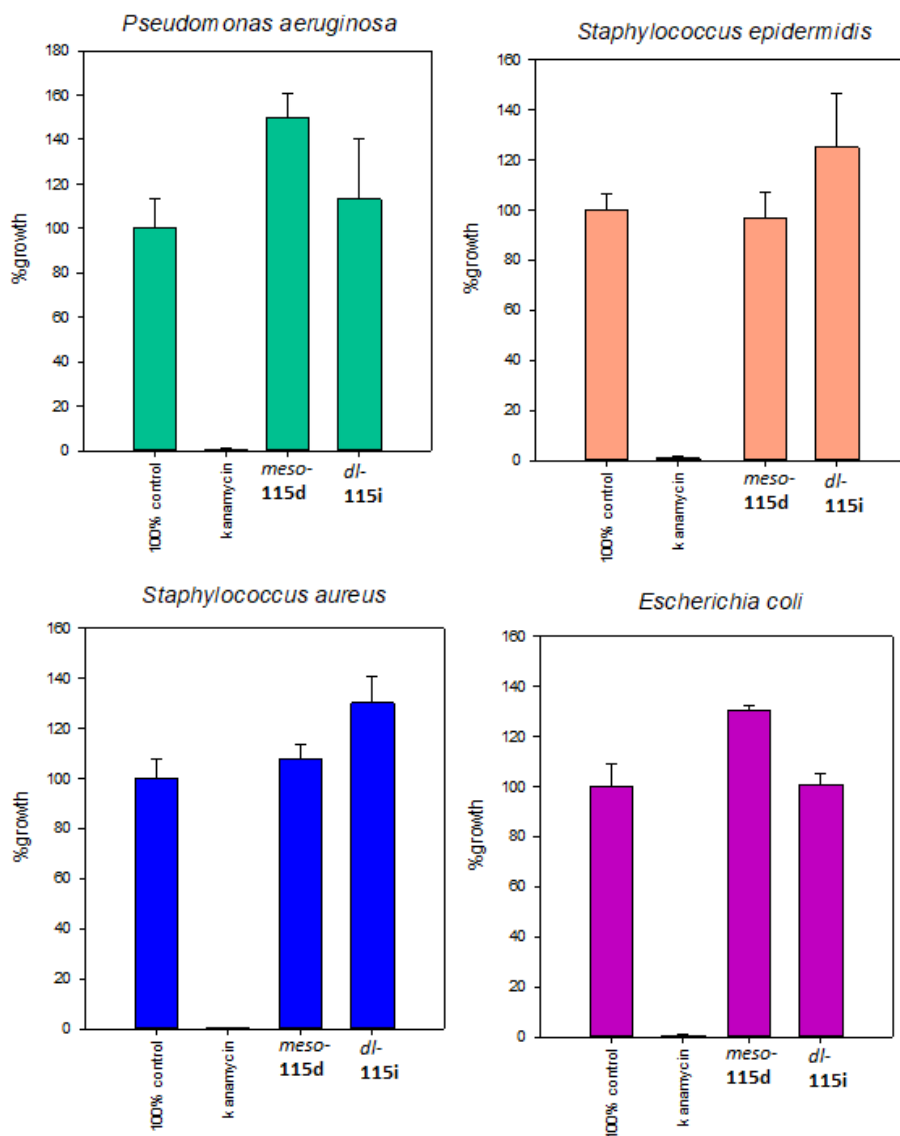 Pseudomonas aeruginosa
%growth
180
160
140
120
100
80
60
40
20
0
100% control
kanamycin
meso-
115d
dl-
115i
Staphylococcus epidermidis
%growth
160
140
120
100
80
60
40
20
0
100% control
kanamycin
meso-
115d
dl-
115i
Staphylococcus aureus
%growth
160
140
120
100
80
60
40
20
0
100% control
kanamycin
meso-
115d
dl-
115i
Escherichia coli
%growth
160
140
120
100
80
60
40
20
0
100% control
kanamycin
meso-
115d
dl-
115i